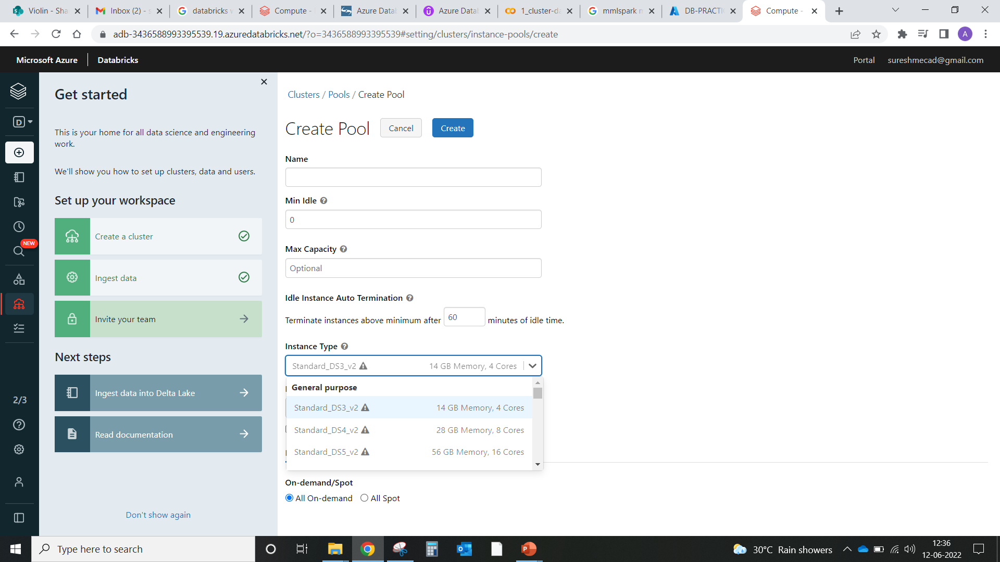 Violin - Sha
Inbox (2) - s
databricks w
Compute -
Azure Datab
Azure Datab
1_cluster-da
mmlspark m
DB-PRACTI
Compute -
adb-3436588993395539.19.azuredatabricks.net/?o=3436588993395539#setting/clusters/instance-pools/create
A
Microsoft Azure
Databricks
Portal
sureshmecad@gmail.com
D
NEW
2/3
Get started
This is your home for all data science and engineering
work.
We'll show you how to set up clusters, data and users.
Set up your workspace
Create a cluster
Ingest data
Invite your team
Next steps
Ingest data into Delta Lake
Read documentation
Don't show again
Clusters / Pools / Create Pool
Create Pool
Cancel
Create
Name
Min Idle
0
Max Capacity
Optional
Idle Instance Auto Termination
Terminate instances above minimum after 60 minutes of idle time.
Instance Type
Standard_DS3_v2 14 GB Memory, 4 Cores
General purpose
Standard_DS3_v2 14 GB Memory, 4 Cores
Standard_DS4_v2 28 GB Memory, 8 Cores
Standard_DS5_v2 56 GB Memory, 16 Cores
On-demand/Spot
All On-demand All Spot
Type here to search
30°C Rain showers
12:36
12-06-2022